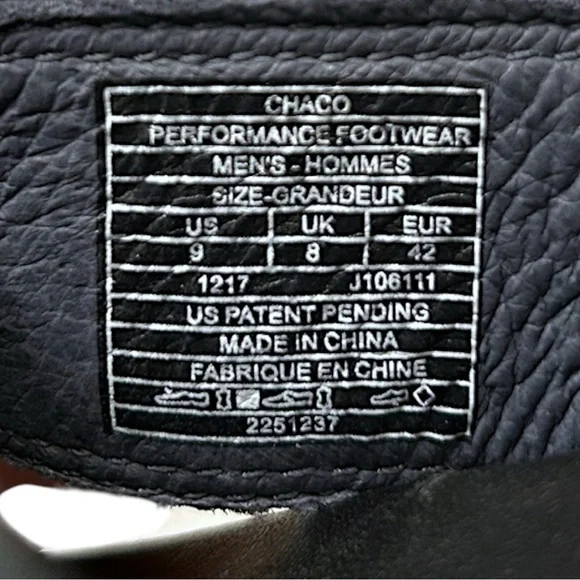 CHACO
PERFORMANCE FOOTWEAR
MEN'S - HOMMES
SIZE-GRANDEUR
US UK EUR
9 8 42
1217 J106111
US PATENT PENDING
MADE IN CHINA
FABRIQUE EN CHINE
2251237